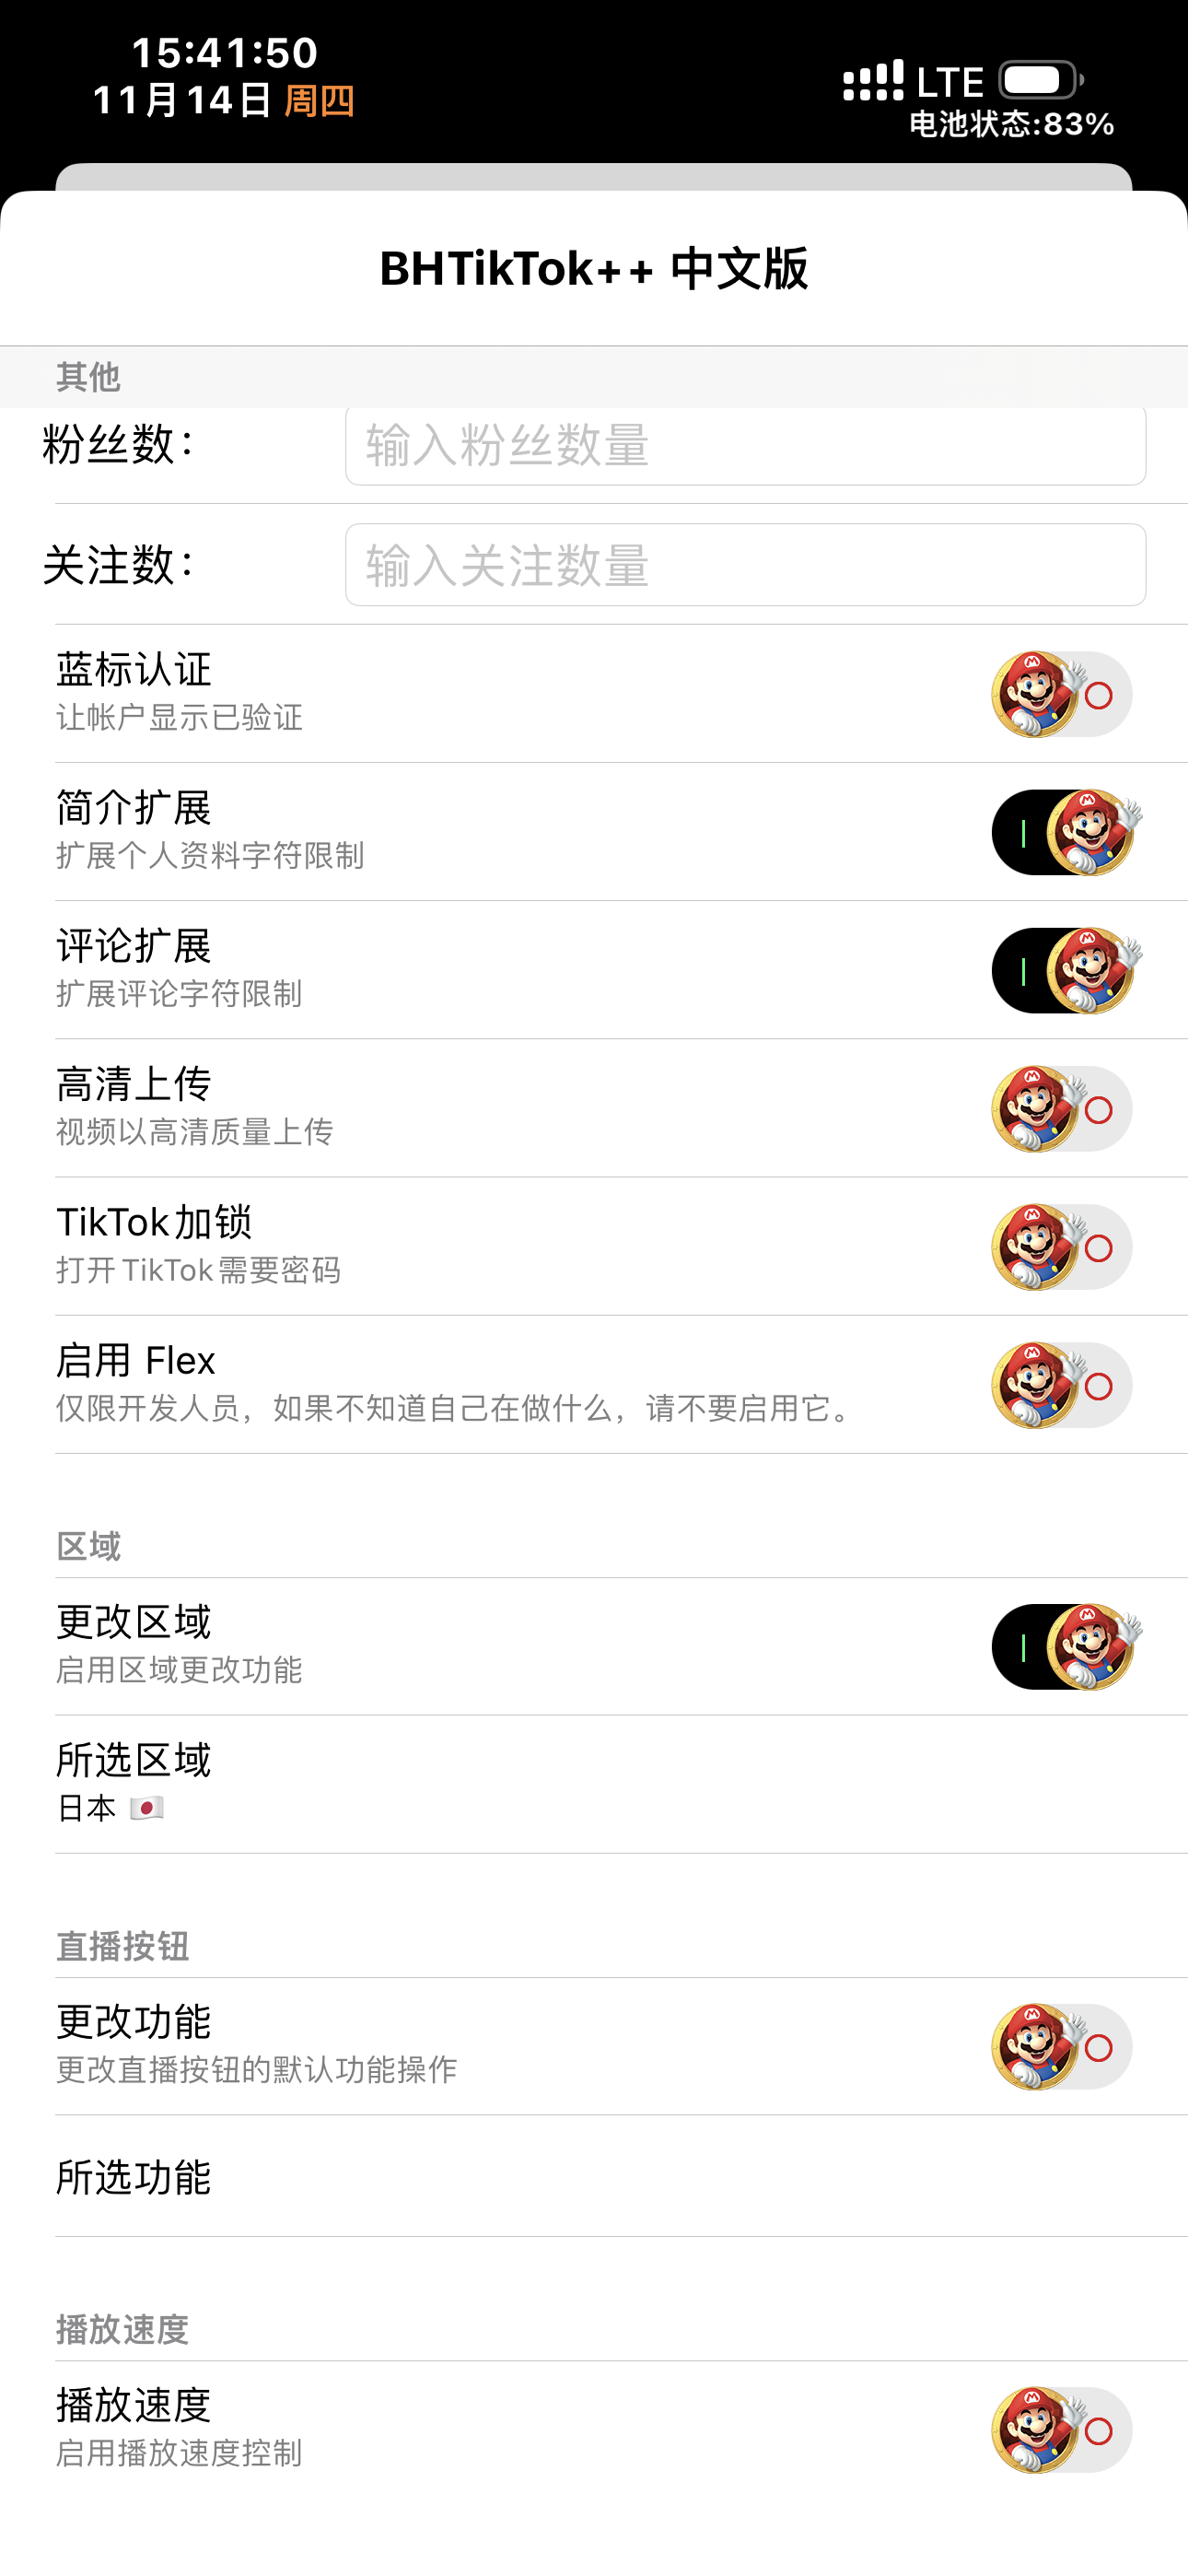 15:41:50
11月14日 周四
LTE
电池状态:83%
BHTikTok++ 中文版
其他
粉丝数：
输入粉丝数量
关注数：
输入关注数量
蓝标认证
让帐户显示已验证
简介扩展
扩展个人资料字符限制
评论扩展
扩展评论字符限制
高清上传
视频以高清质量上传
TikTok加锁
打开TikTok需要密码
启用 Flex
仅限开发人员，如果不知道自己在做什么，请不要启用它。
区域
更改区域
启用区域更改功能
所选区域
日本 🇯🇵
直播按钮
更改功能
更改直播按钮的默认功能操作
所选功能
播放速度
播放速度
启用播放速度控制